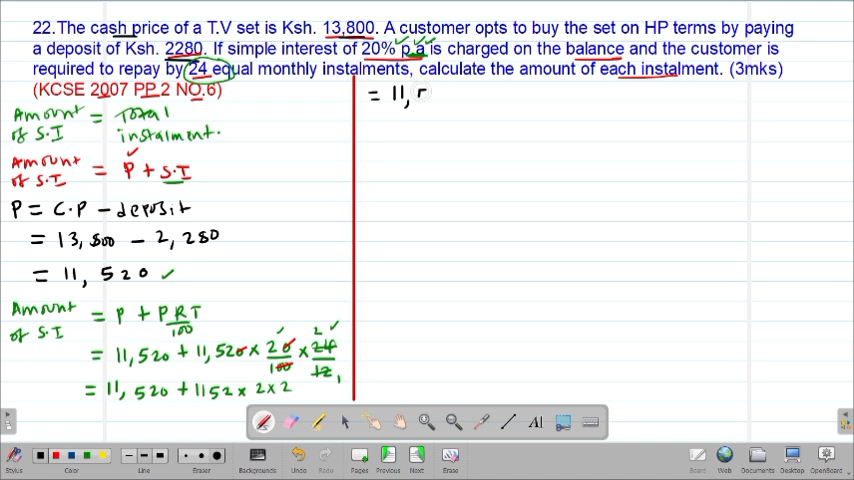 22.The cash price of a T.V set is Ksh. 13,800. A customer opts to buy the set on HP terms by paying
a deposit of Ksh. 2280. If simple interest of 20% p.a is charged on the balance and the customer is
required to repay by 24 equal monthly instalments, calculate the amount of each instalment. (3mks)
(KCSE 2007 PP.2 NO.6)
Amount of S.I = Total instalment.
Amount of S.I = P + S.I
P = C.P - deposit
= 13,800 - 2,280
= 11,520 ✓
Amount of S.I = P + PRT/100
= 11,520 + 11,520 × 20/100 × 24/12
= 11,520 + 1152 × 2 × 2
= 11,5
Stylus
Color
Line
Eraser
Backgrounds
Undo
Redo
Page
Previous
Next
Erase
Board
Web
Documents
Desktop
OpenBoard